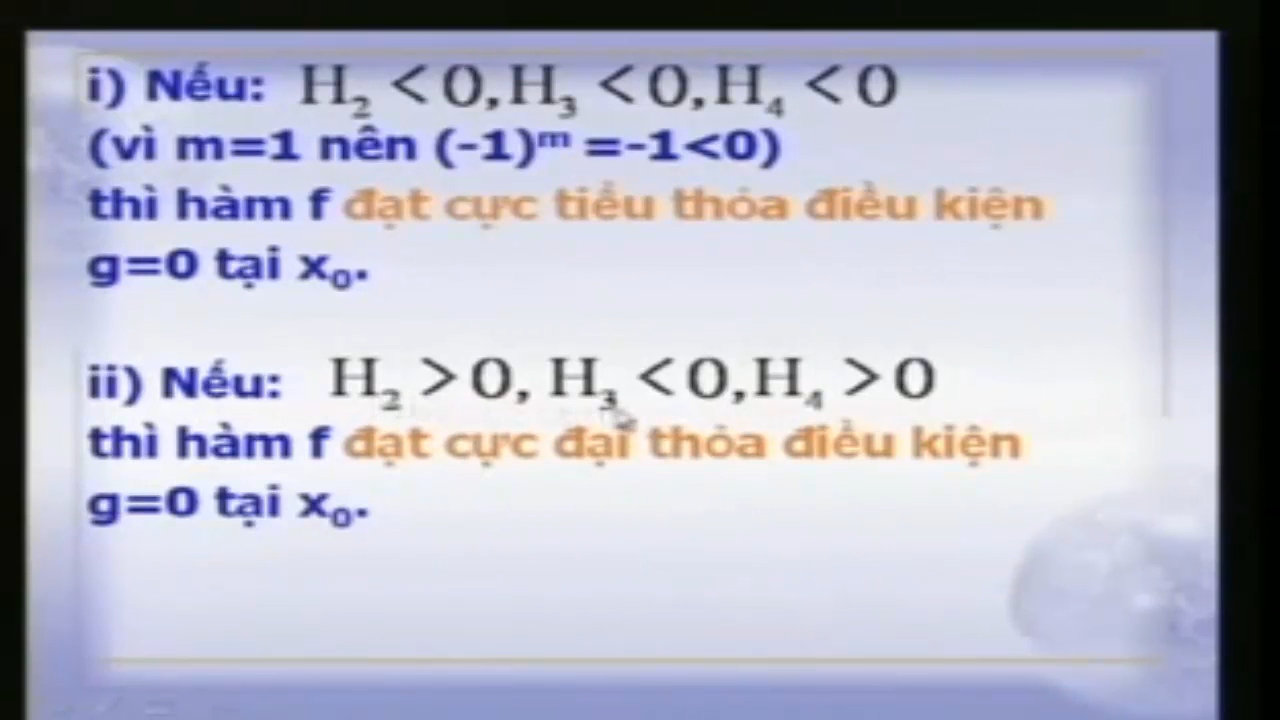 i) Nếu: H₂ < 0, H₃ < 0, H₄ < 0
(vì m=1 nên (-1)ᵐ =-1<0)
thì hàm f đạt cực tiểu thỏa điều kiện
g=0 tại x₀.
ii) Nếu: H₂ > 0, H₃ < 0, H₄ > 0
thì hàm f đạt cực đại thỏa điều kiện
g=0 tại x₀.